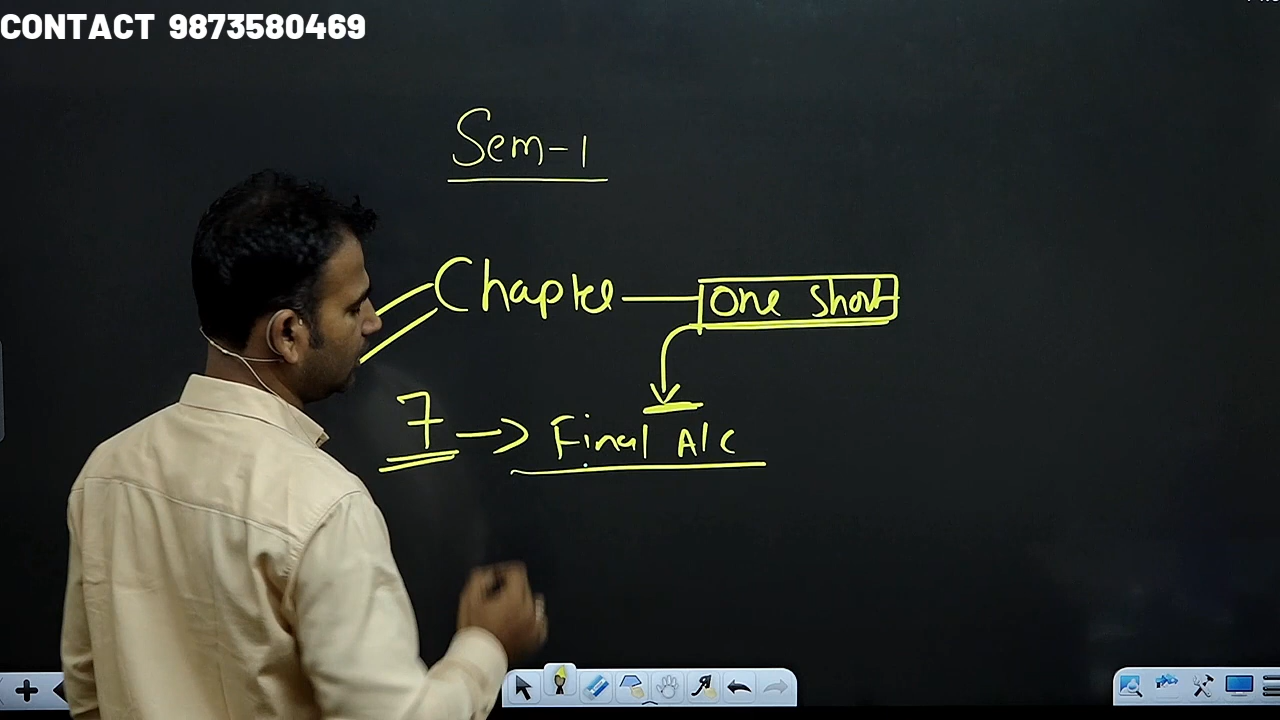 CONTACT 9873580469
Sem-1
Chapter — One Short
7 → Final A/C